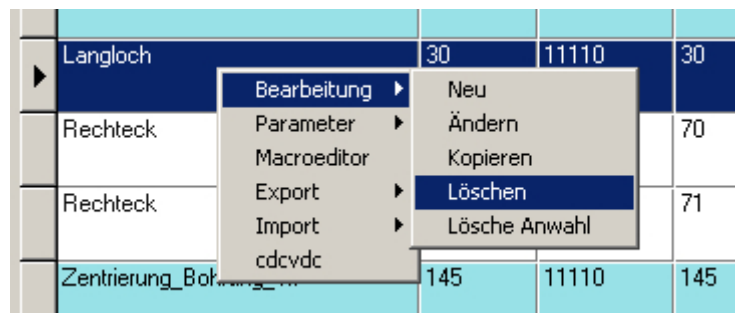 Langloch 30 11110 30
Bearbeitung Neu
Parameter Ändern
Rechteck 70
Macroeditor Kopieren
Export Löschen
Rechteck 71
Import Lösche Anwahl
cdcvdc
145 11110 145